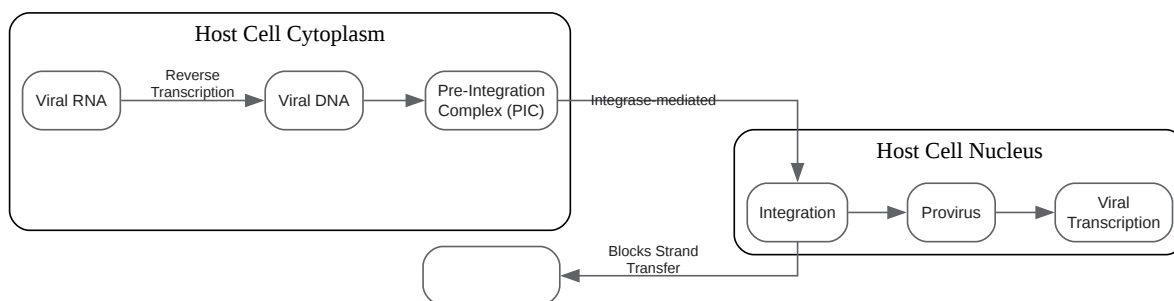 Host Cell Cytoplasm
Viral RNA
Reverse
Transcription
Viral DNA
Pre-Integration
Complex (PIC)
Integrase-mediated
Host Cell Nucleus
Integration
Provirus
Viral
Transcription
Blocks Strand
Transfer